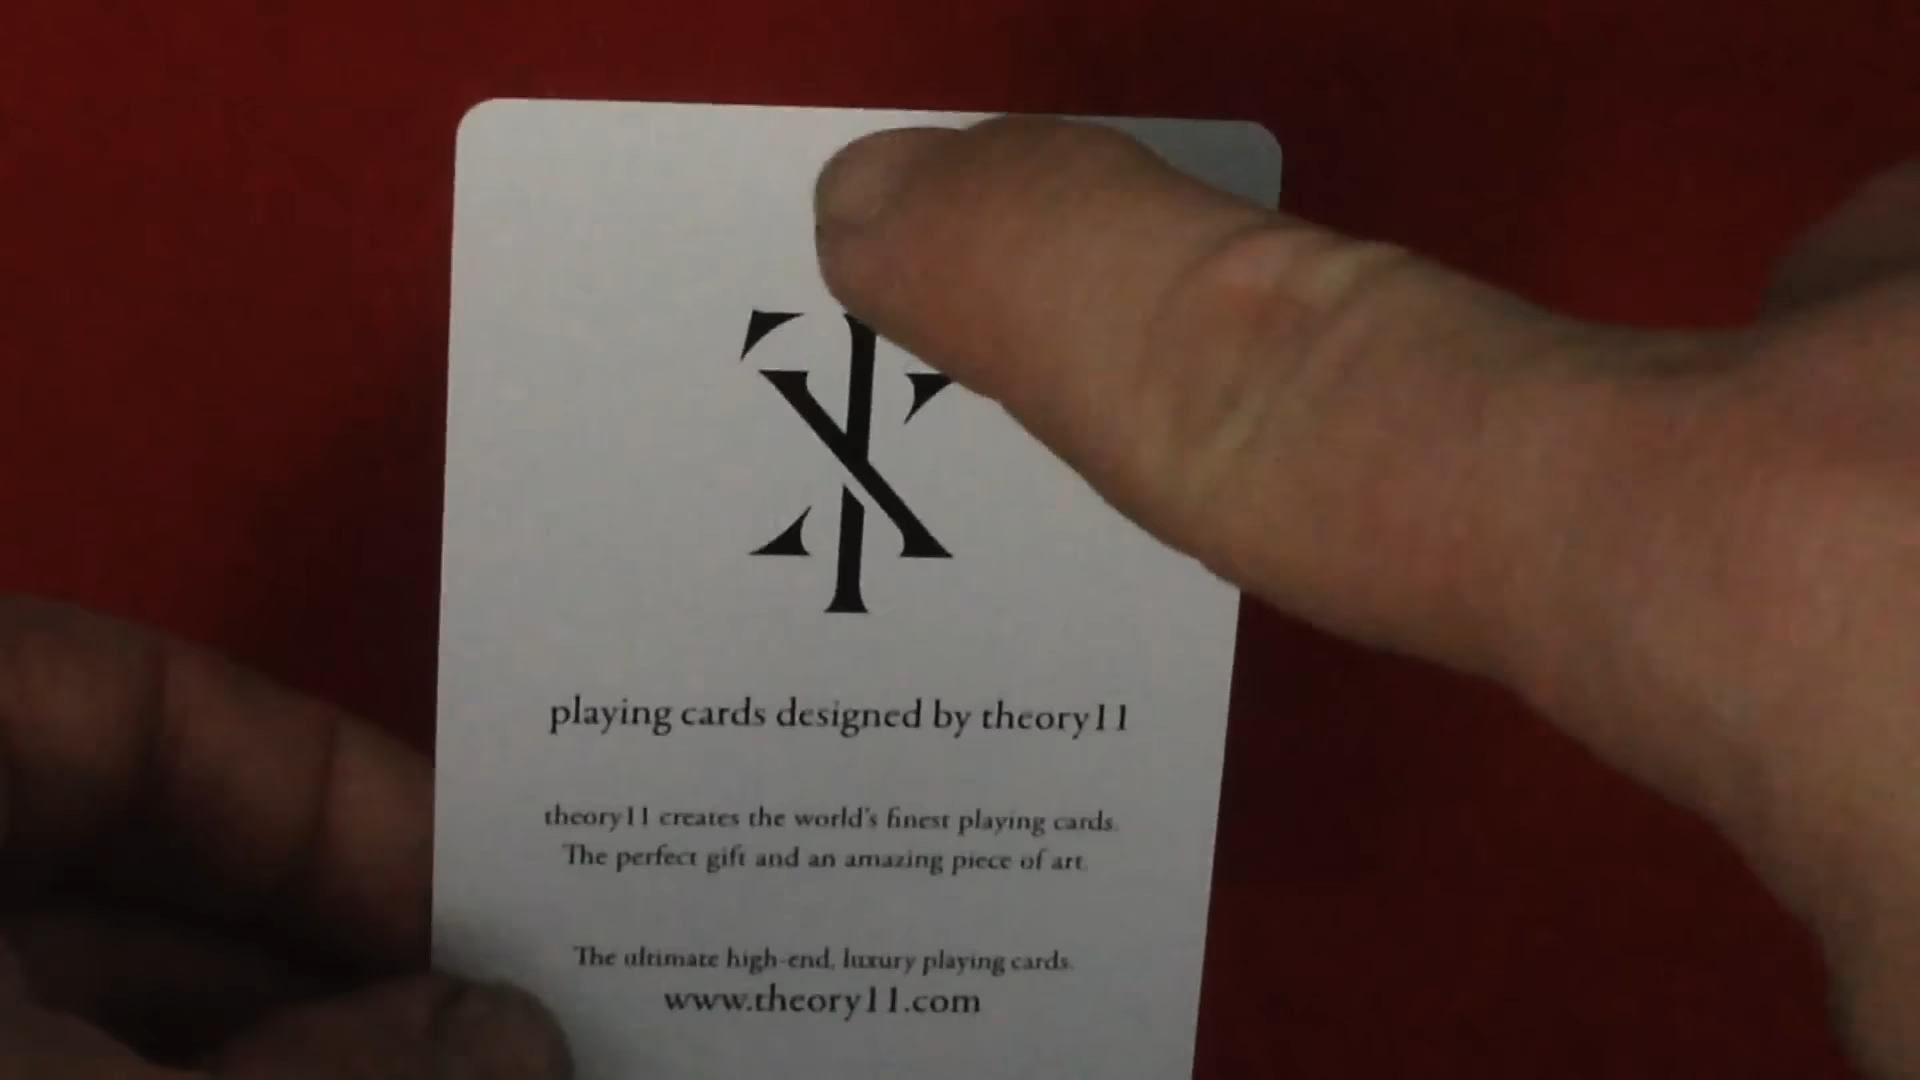 playing cards designed by theory11
theory11 creates the world's finest playing cards.
The perfect gift and an amazing piece of art.
The ultimate high-end, luxury playing cards.
www.theory11.com